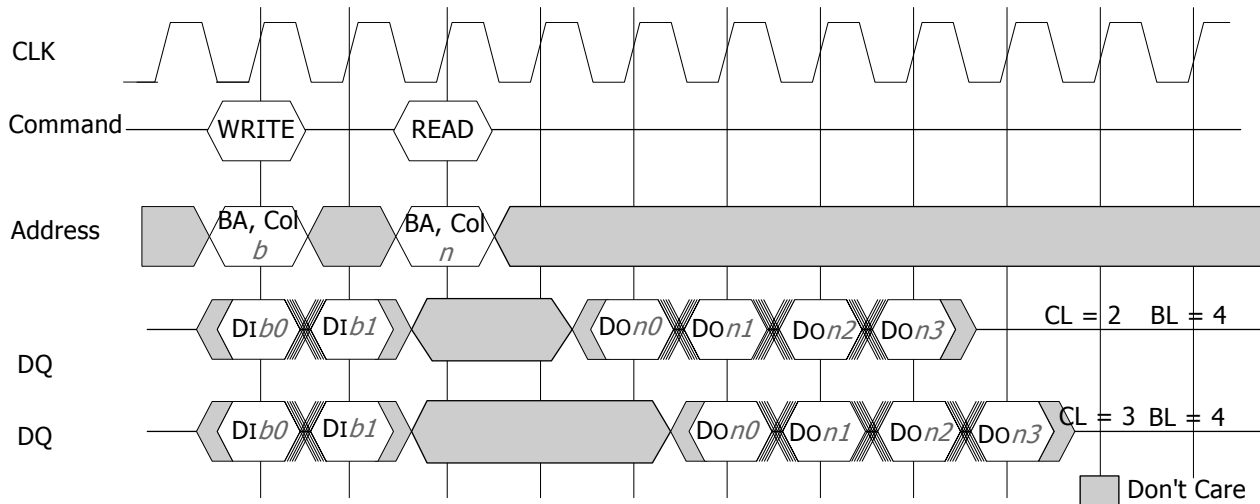 CLK
Command WRITE READ
Address BA, Col b BA, Col n
DQ DIb0 DIb1 DOn0 DOn1 DOn2 DOn3 CL = 2 BL = 4
DQ DIb0 DIb1 DOn0 DOn1 DOn2 DOn3 CL = 3 BL = 4
Don't Care